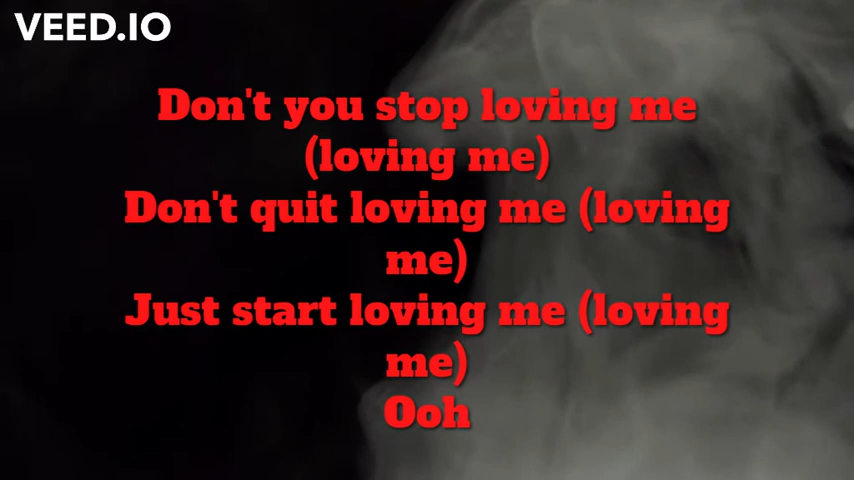 VEED.IO
Don't you stop loving me
(loving me)
Don't quit loving me (loving
me)
Just start loving me (loving
me)
Ooh